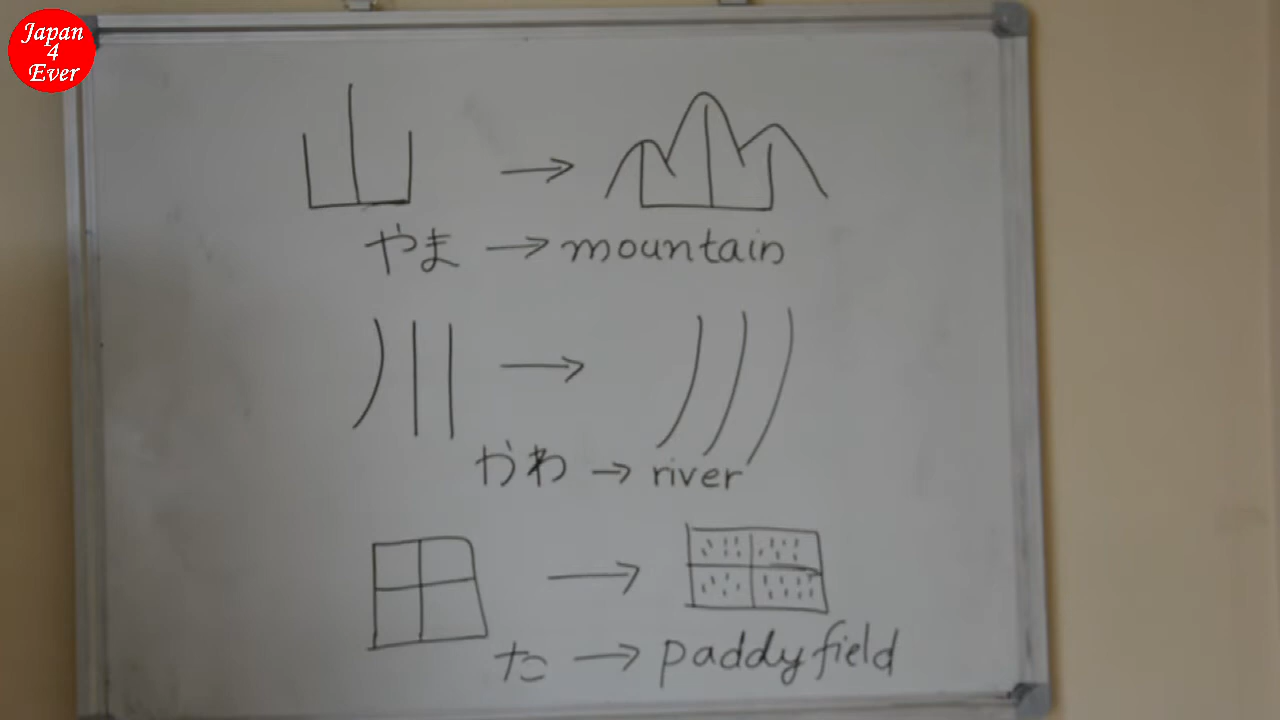 Japan
4
Ever
山 →
やま → mountain
川 →
かわ → river
田 →
た → paddy field